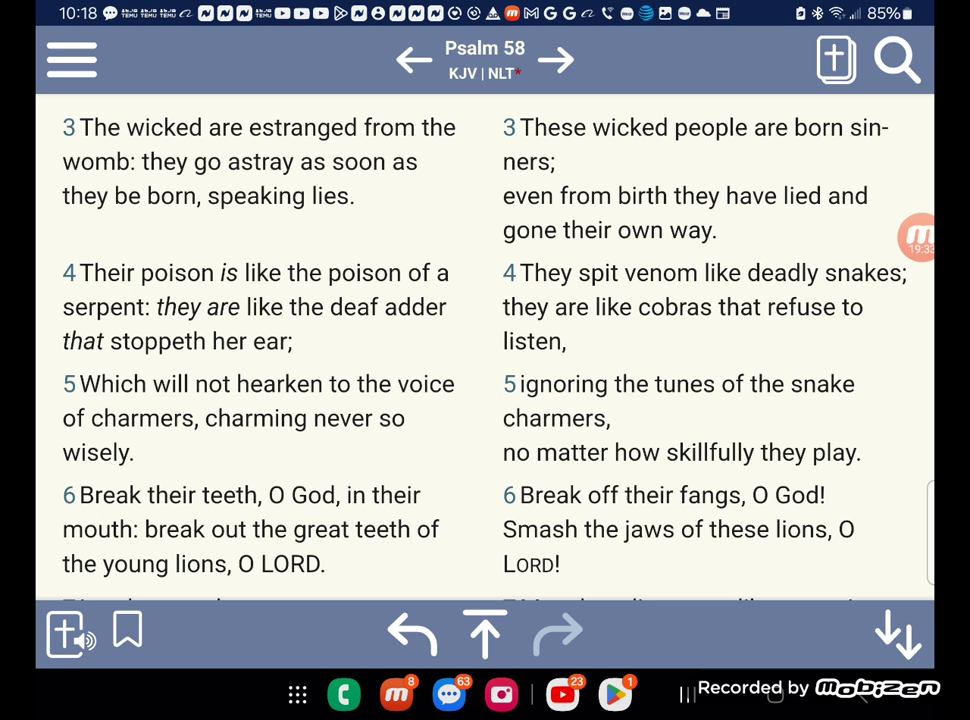 10:18
85%
Psalm 58
KJV | NLT*
3 The wicked are estranged from the
womb: they go astray as soon as
they be born, speaking lies.
4 Their poison is like the poison of a
serpent: they are like the deaf adder
that stoppeth her ear;
5 Which will not hearken to the voice
of charmers, charming never so
wisely.
6 Break their teeth, O God, in their
mouth: break out the great teeth of
the young lions, O LORD.
3 These wicked people are born sin-
ners;
even from birth they have lied and
gone their own way.
4 They spit venom like deadly snakes;
they are like cobras that refuse to
listen,
5 ignoring the tunes of the snake
charmers,
no matter how skillfully they play.
6 Break off their fangs, O God!
Smash the jaws of these lions, O
LORD!
19:33
8
63
23
1
Recorded by mobizen